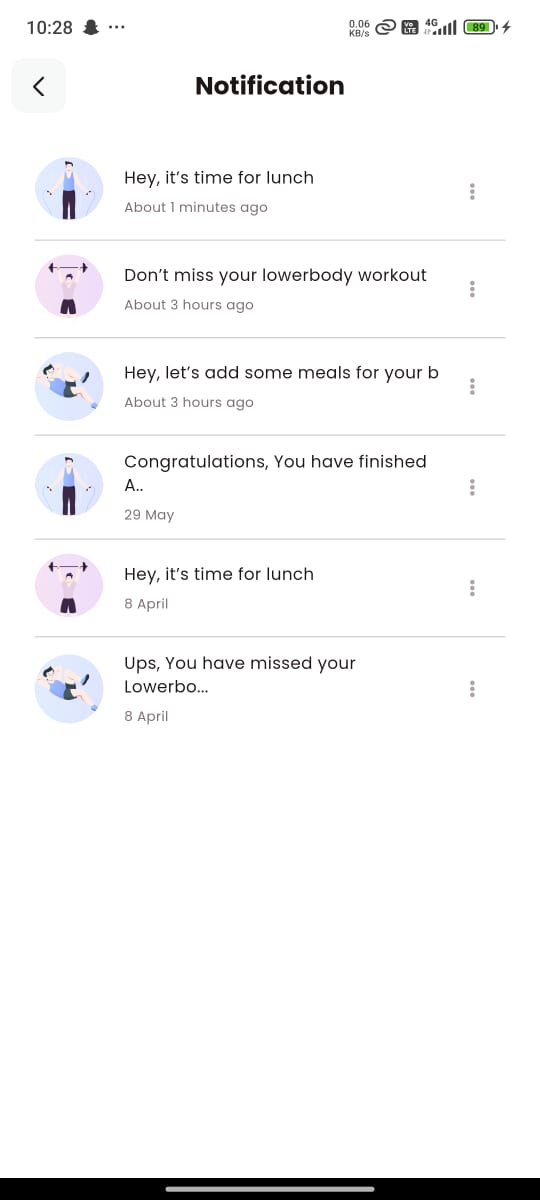 10:28
0.06
KB/s
Vo
LTE
4G
89
Notification
Hey, it’s time for lunch
About 1 minutes ago
Don’t miss your lowerbody workout
About 3 hours ago
Hey, let’s add some meals for your b
About 3 hours ago
Congratulations, You have finished
A..
29 May
Hey, it’s time for lunch
8 April
Ups, You have missed your
Lowerbo...
8 April